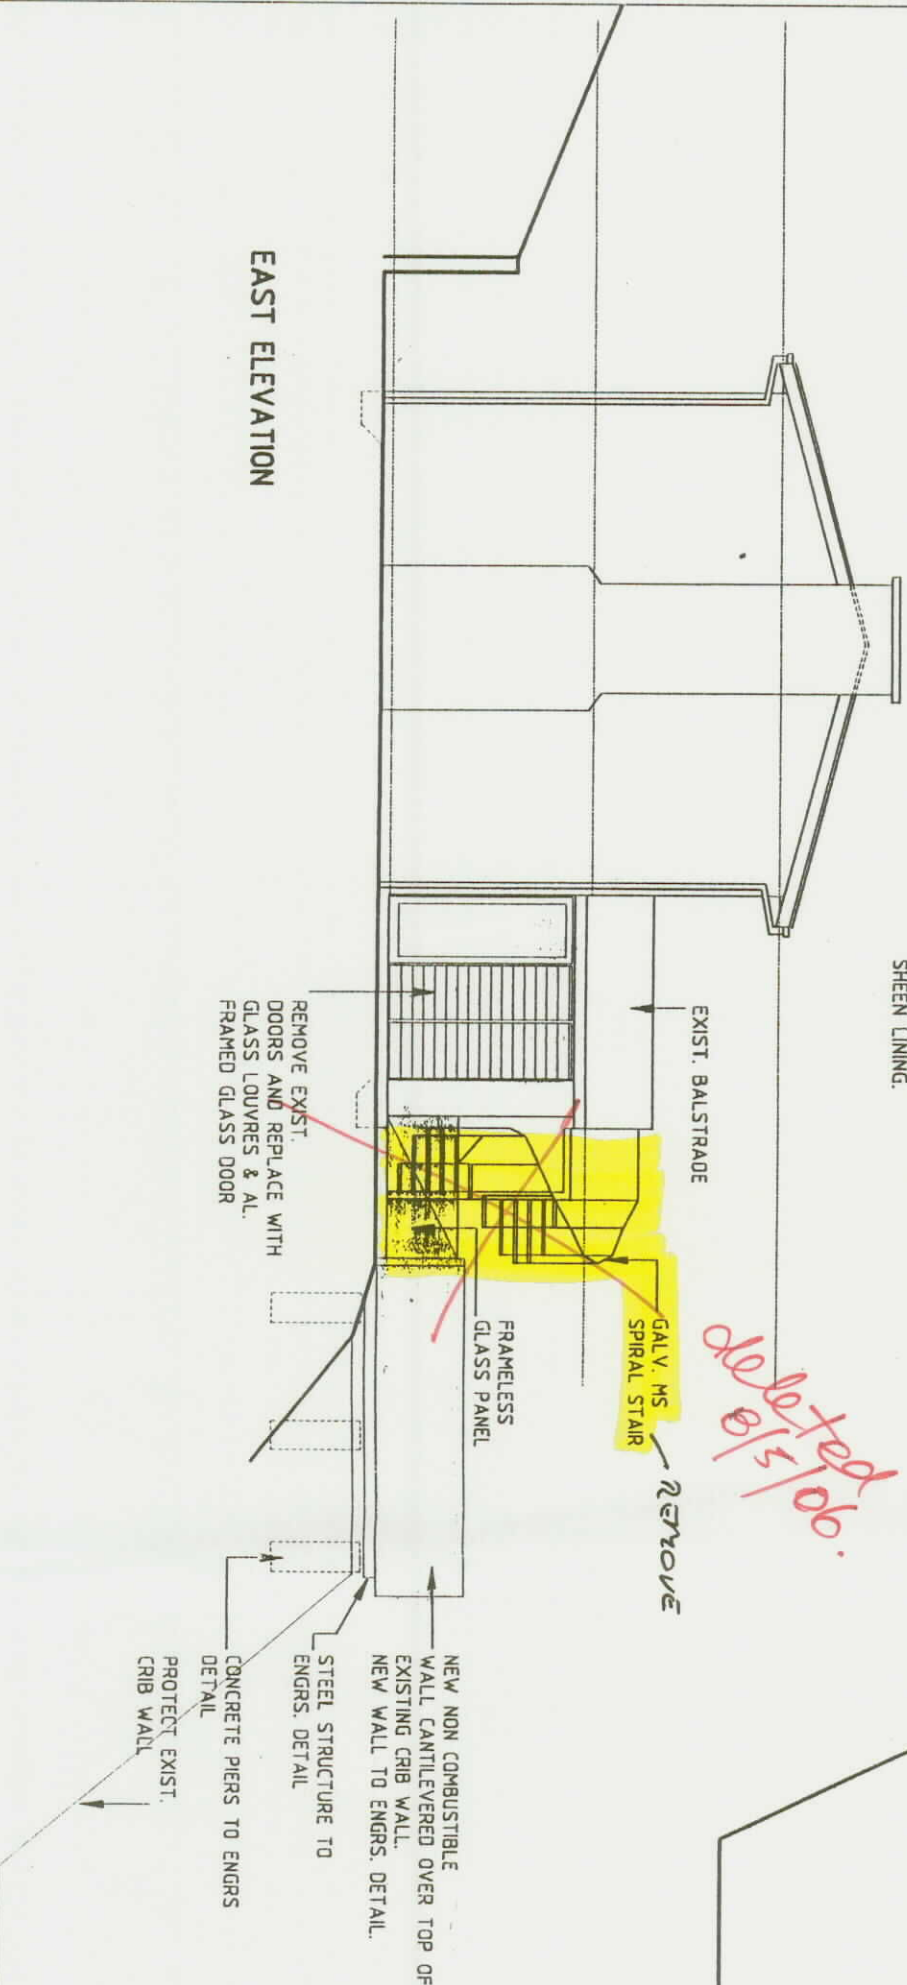 SHEEN LINING.
EXIST. BALSTRADE
GALV. MS
SPIRAL STAIR
REMOVE
deleted
8/5/06.
FRAMELESS
GLASS PANEL
REMOVE EXIST.
DOORS AND REPLACE WITH
GLASS LOUVRES & AL.
FRAMED GLASS DOOR
NEW NON COMBUSTIBLE
WALL CANTILEVERED OVER TOP OF
EXISTING CRIB WALL.
NEW WALL TO ENGRS. DETAIL.
STEEL STRUCTURE TO
ENGRS. DETAIL
CONCRETE PIERS TO ENGRS
DETAIL
PROTECT EXIST.
CRIB WALL
EAST ELEVATION